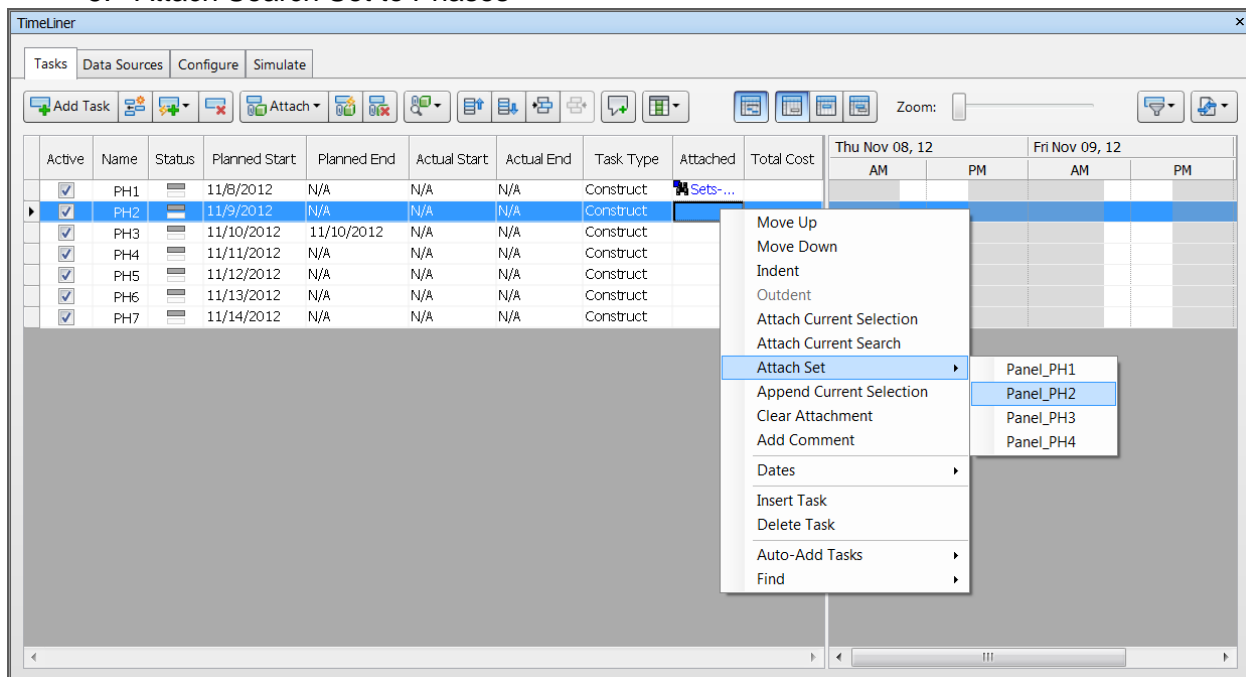 Attach Search Set to Phases
TimeLiner x
Tasks Data Sources Configure Simulate
Add Task Attach Zoom:
Active Name Status Planned Start Planned End Actual Start Actual End Task Type Attached Total Cost Thu Nov 08, 12 Fri Nov 09, 12
AM PM AM PM
PH1 11/8/2012 N/A N/A N/A Construct Sets-...
PH2 11/9/2012 N/A N/A N/A Construct
PH3 11/10/2012 11/10/2012 N/A N/A Construct
PH4 11/11/2012 N/A N/A N/A Construct
PH5 11/12/2012 N/A N/A N/A Construct
PH6 11/13/2012 N/A N/A N/A Construct
PH7 11/14/2012 N/A N/A N/A Construct
Move Up
Move Down
Indent
Outdent
Attach Current Selection
Attach Current Search
Attach Set
Append Current Selection
Clear Attachment
Add Comment
Dates
Insert Task
Delete Task
Auto-Add Tasks
Find
Panel_PH1
Panel_PH2
Panel_PH3
Panel_PH4